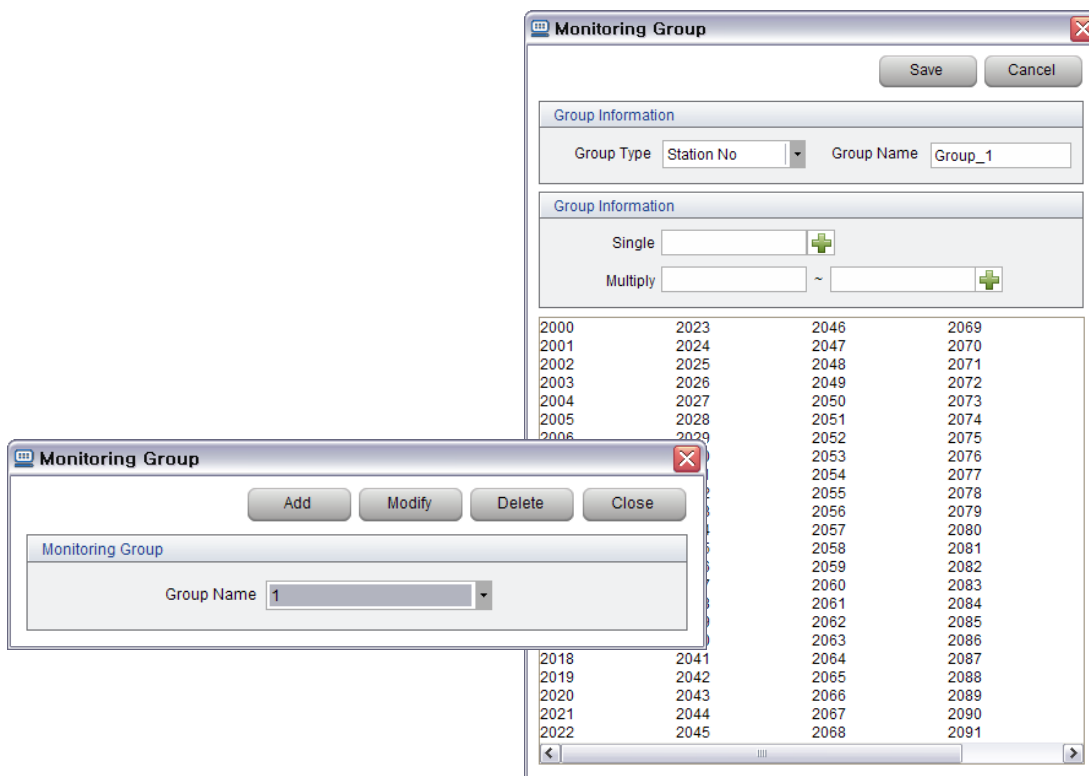 Monitoring Group
Save Cancel
Group Information
Group Type Station No Group Name Group_1
Group Information
Single
Multiply ~
2000 2023 2046 2069
2001 2024 2047 2070
2002 2025 2048 2071
2003 2026 2049 2072
2004 2027 2050 2073
2005 2028 2051 2074
2006 2029 2052 2075
2053 2076
2054 2077
2055 2078
2056 2079
2057 2080
2058 2081
2059 2082
2060 2083
2061 2084
2062 2085
2063 2086
2018 2041 2064 2087
2019 2042 2065 2088
2020 2043 2066 2089
2021 2044 2067 2090
2022 2045 2068 2091
Monitoring Group
Add Modify Delete Close
Monitoring Group
Group Name 1